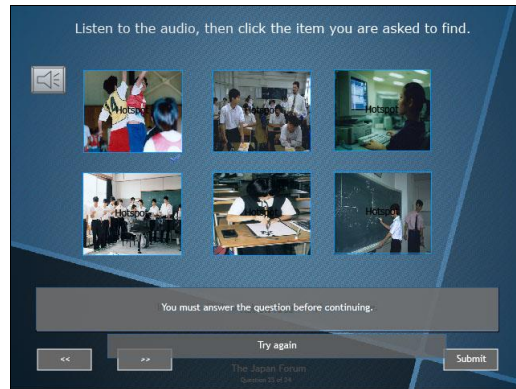 Listen to the audio, then click the item you are asked to find.
Hotspot Hotspot Hotspot
Hotspot Hotspot Hotspot
You must answer the question before continuing.
Try again
<< >> Submit
The Japan Forum